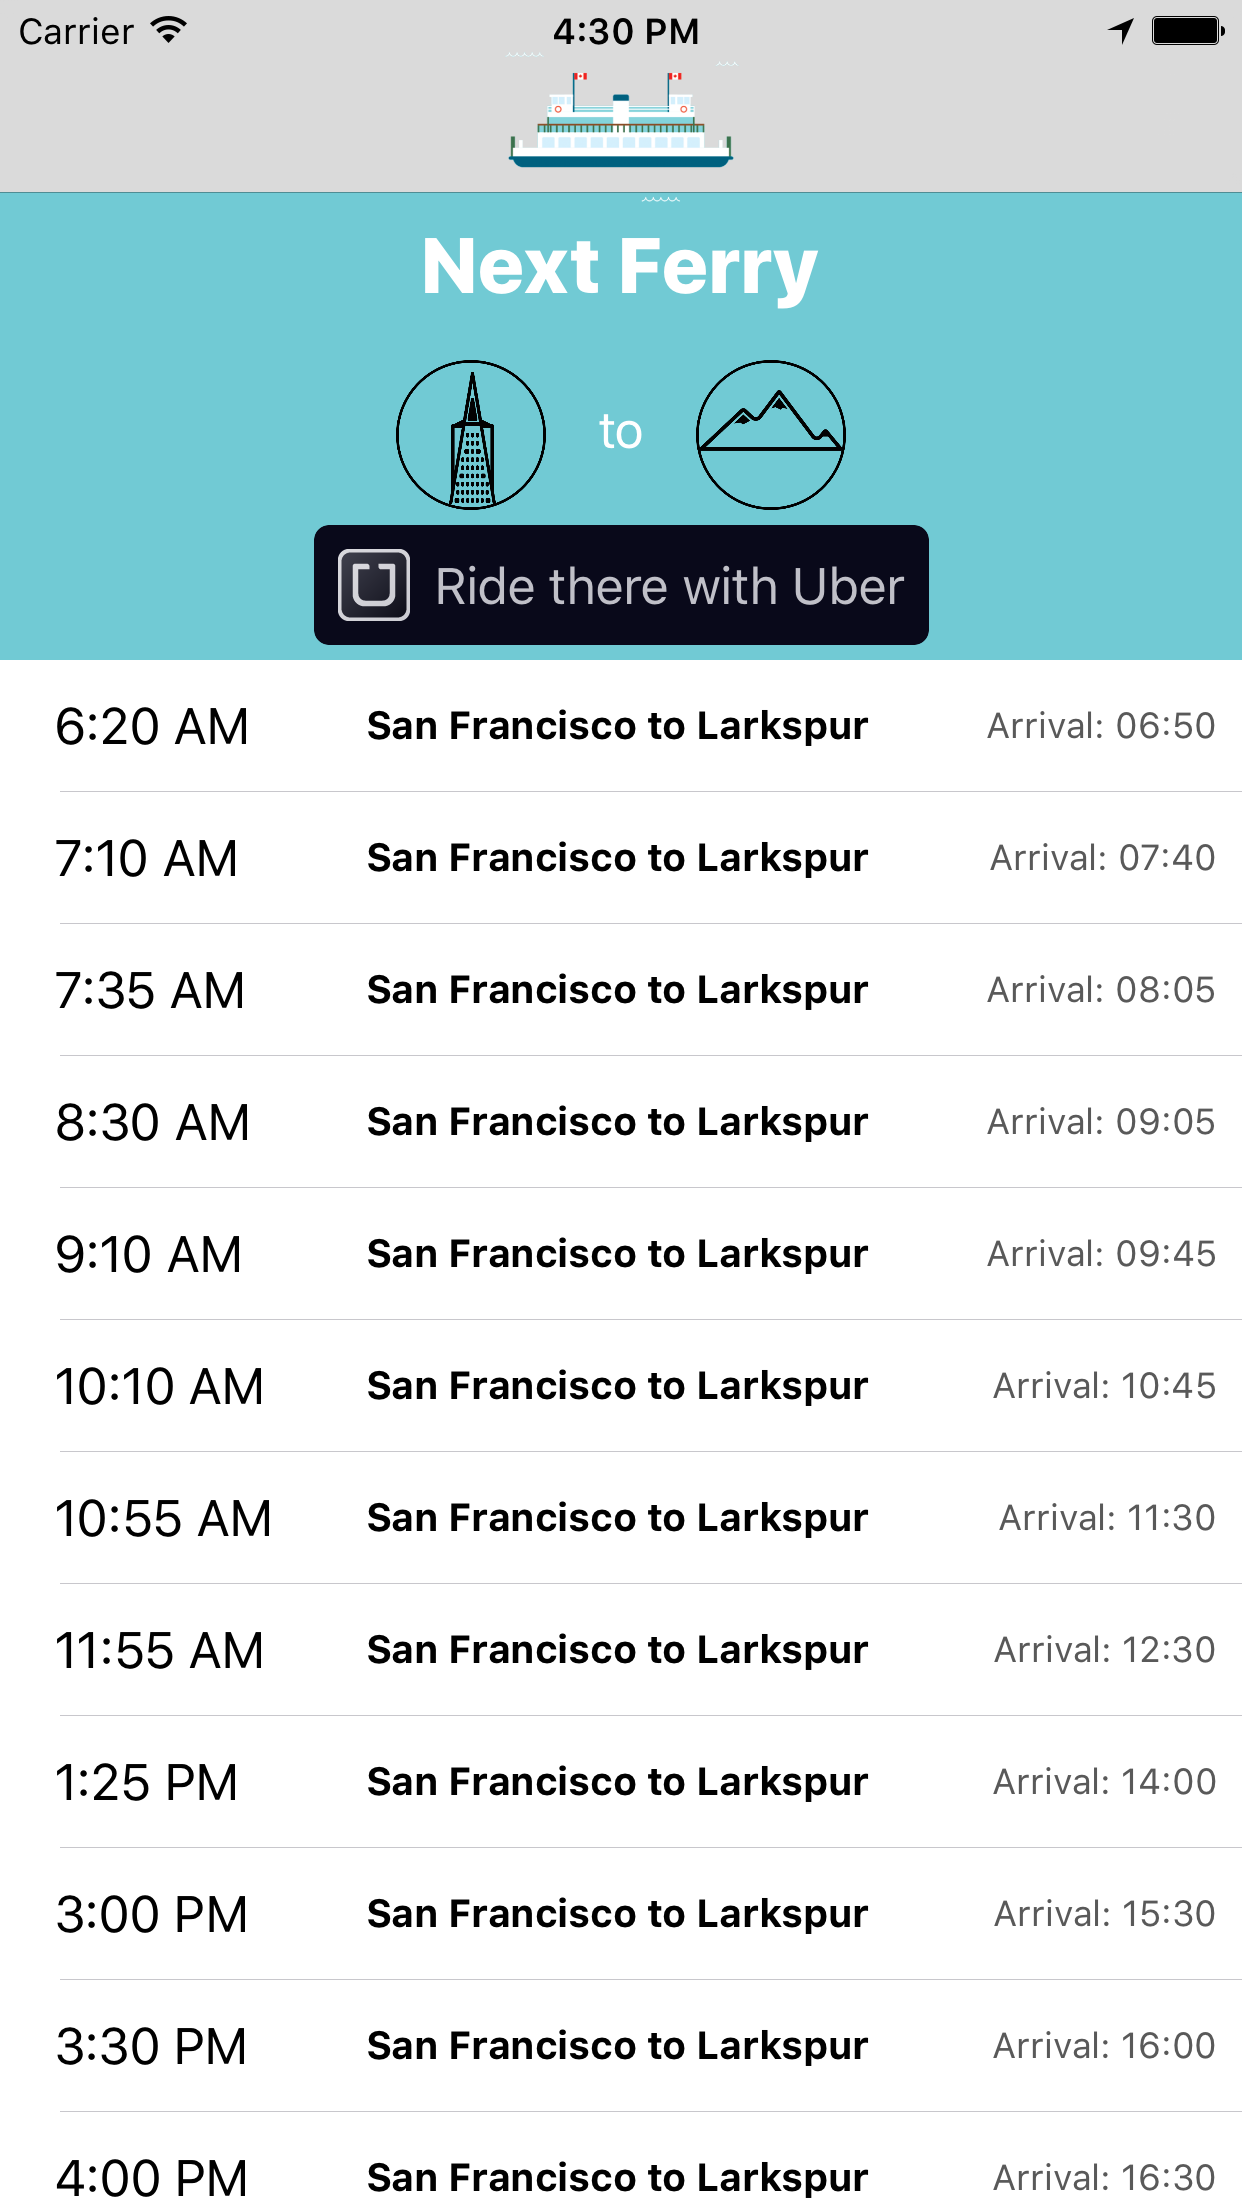 Carrier 4:30 PM
Next Ferry
to
Ride there with Uber
6:20 AM San Francisco to Larkspur Arrival: 06:50
7:10 AM San Francisco to Larkspur Arrival: 07:40
7:35 AM San Francisco to Larkspur Arrival: 08:05
8:30 AM San Francisco to Larkspur Arrival: 09:05
9:10 AM San Francisco to Larkspur Arrival: 09:45
10:10 AM San Francisco to Larkspur Arrival: 10:45
10:55 AM San Francisco to Larkspur Arrival: 11:30
11:55 AM San Francisco to Larkspur Arrival: 12:30
1:25 PM San Francisco to Larkspur Arrival: 14:00
3:00 PM San Francisco to Larkspur Arrival: 15:30
3:30 PM San Francisco to Larkspur Arrival: 16:00
4:00 PM San Francisco to Larkspur Arrival: 16:30